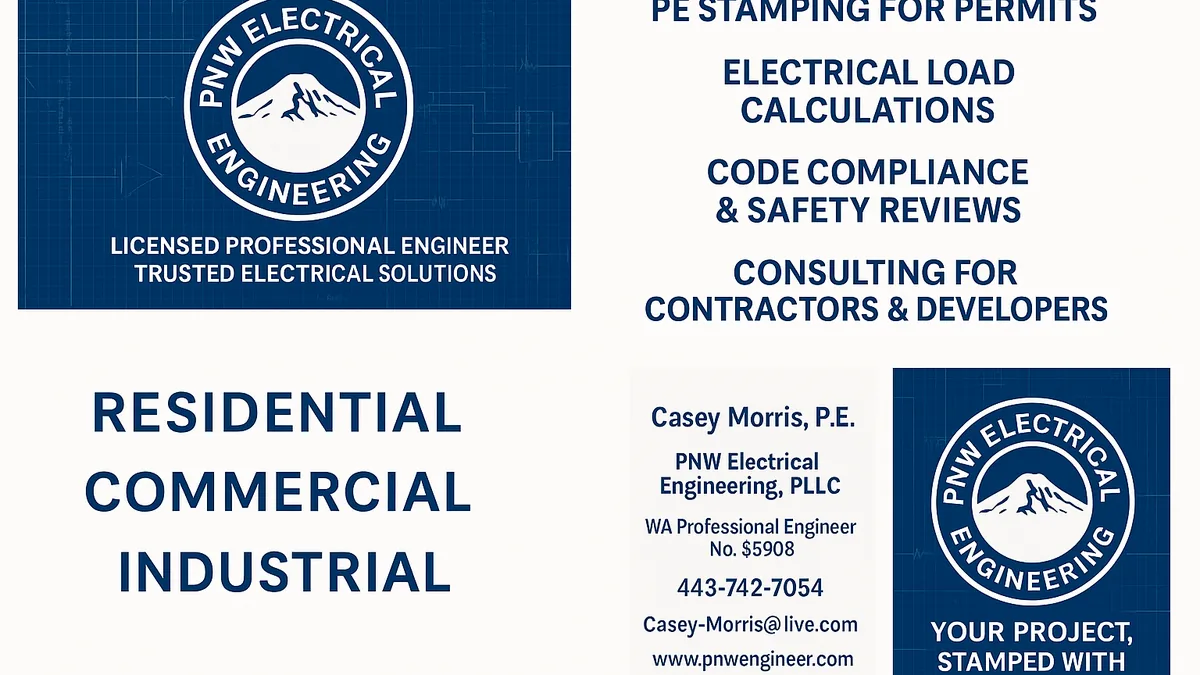 PNW ELECTRICAL
ENGINEERING
LICENSED PROFESSIONAL ENGINEER
TRUSTED ELECTRICAL SOLUTIONS
PE STAMPING FOR PERMITS
ELECTRICAL LOAD
CALCULATIONS
CODE COMPLIANCE
& SAFETY REVIEWS
CONSULTING FOR
CONTRACTORS & DEVELOPERS
RESIDENTIAL
COMMERCIAL
INDUSTRIAL
Casey Morris, P.E.
PNW Electrical
Engineering, PLLC
WA Professional Engineer
No. $5908
443-742-7054
Casey-Morris@live.com
www.pnwengineer.com
PNW ELECTRICAL
ENGINEERING
YOUR PROJECT,
STAMPED WITH